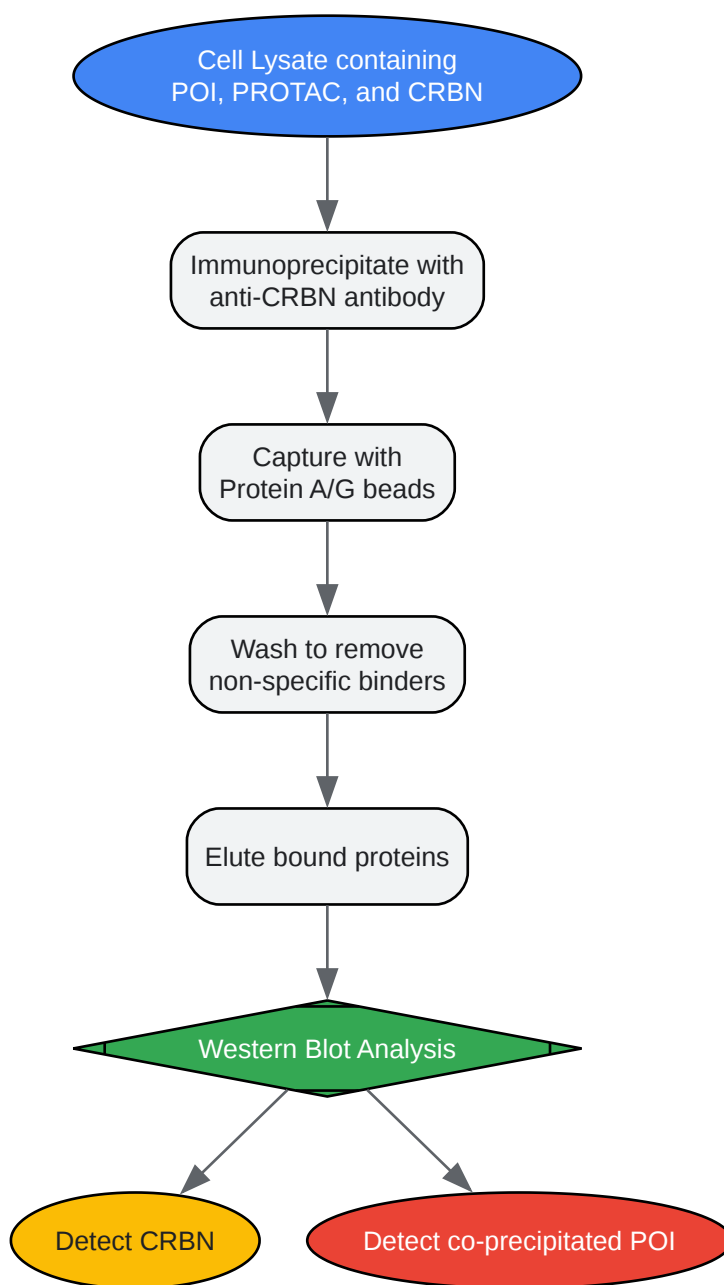 Cell Lysate containing
POI, PROTAC, and CRBN
Immunoprecipitate with
anti-CRBN antibody
Capture with
Protein A/G beads
Wash to remove
non-specific binders
Elute bound proteins
Western Blot Analysis
Detect CRBN
Detect co-precipitated POI